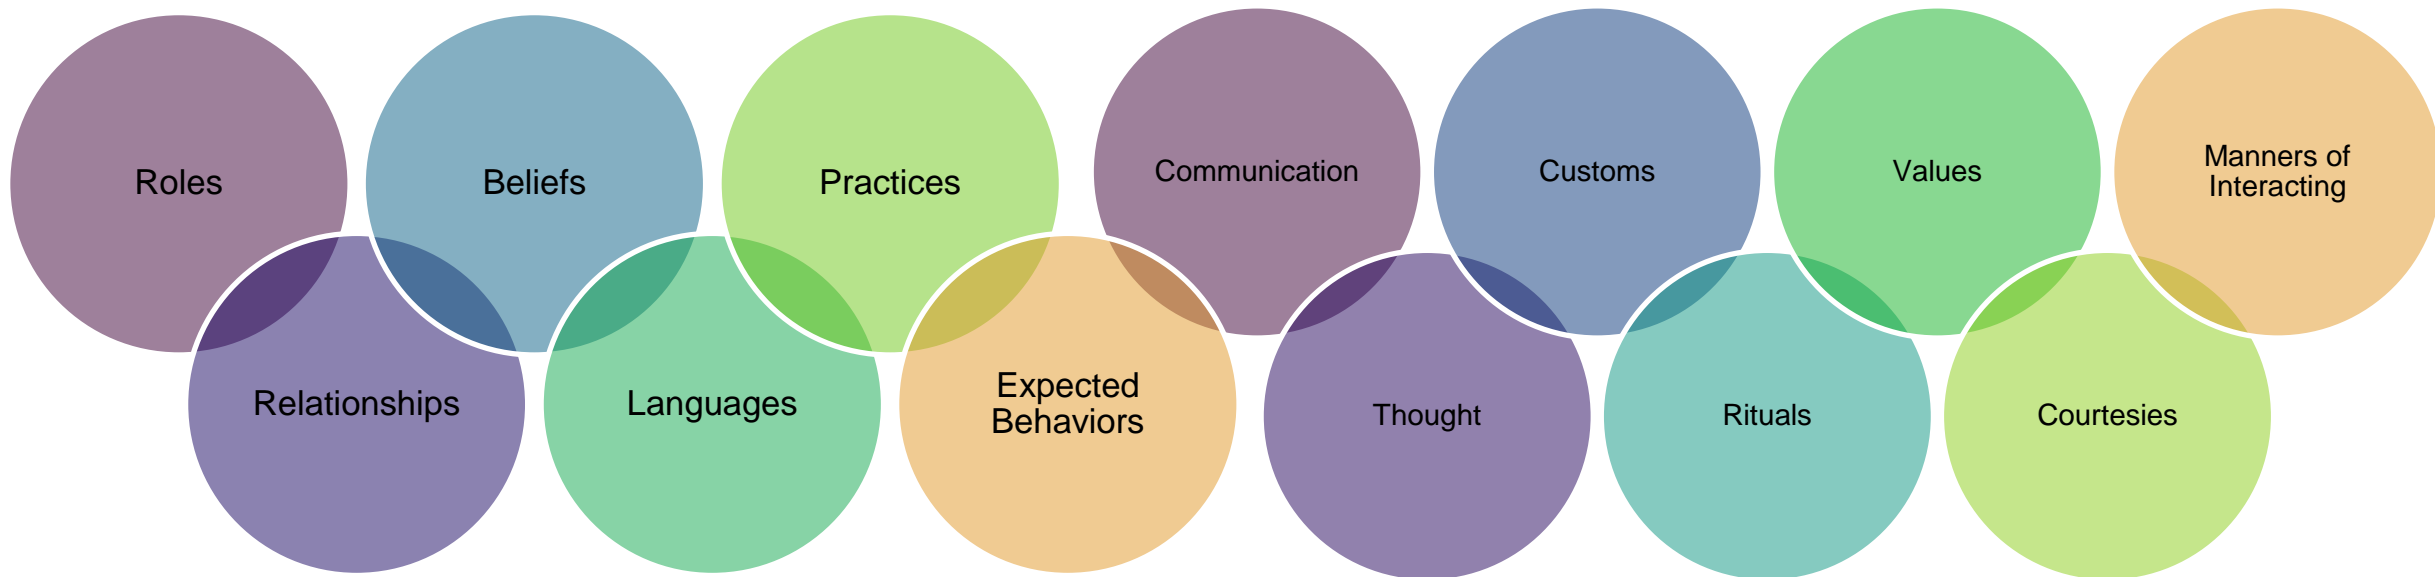 Roles
Beliefs
Practices
Communication
Customs
Values
Manners of
Interacting
Relationships
Languages
Expected
Behaviors
Thought
Rituals
Courtesies